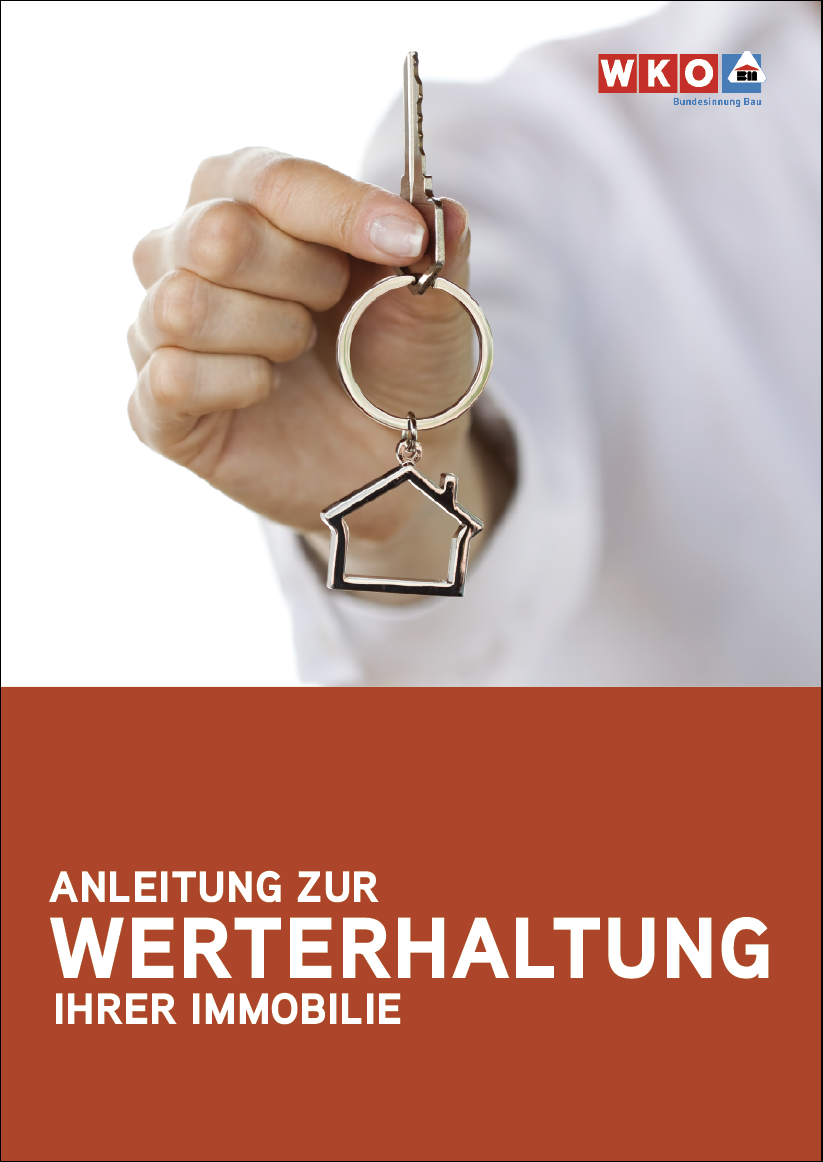 WKO
Bundesinnung Bau
ANLEITUNG ZUR
WERTERHALTUNG
IHRER IMMOBILIE